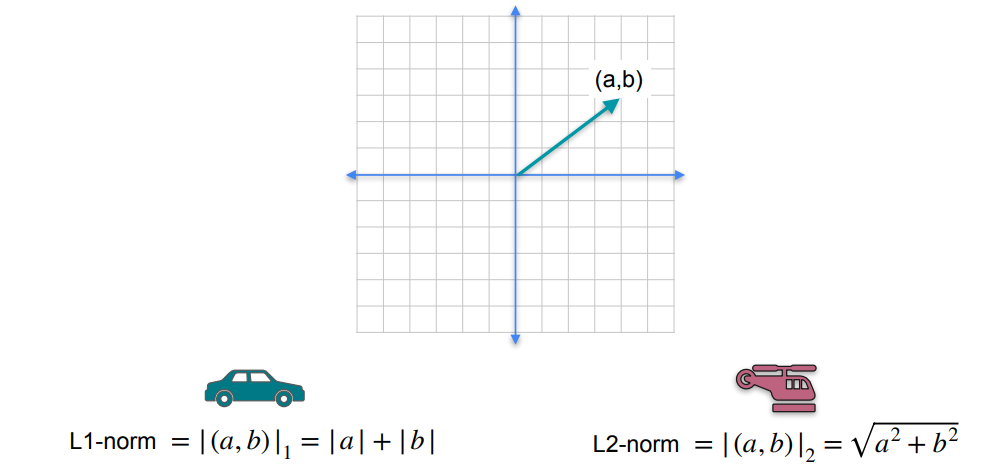 (a,b)
L1-norm = |(a, b)|₁ = |a| + |b|
L2-norm = |(a, b)|₂ = √(a² + b²)